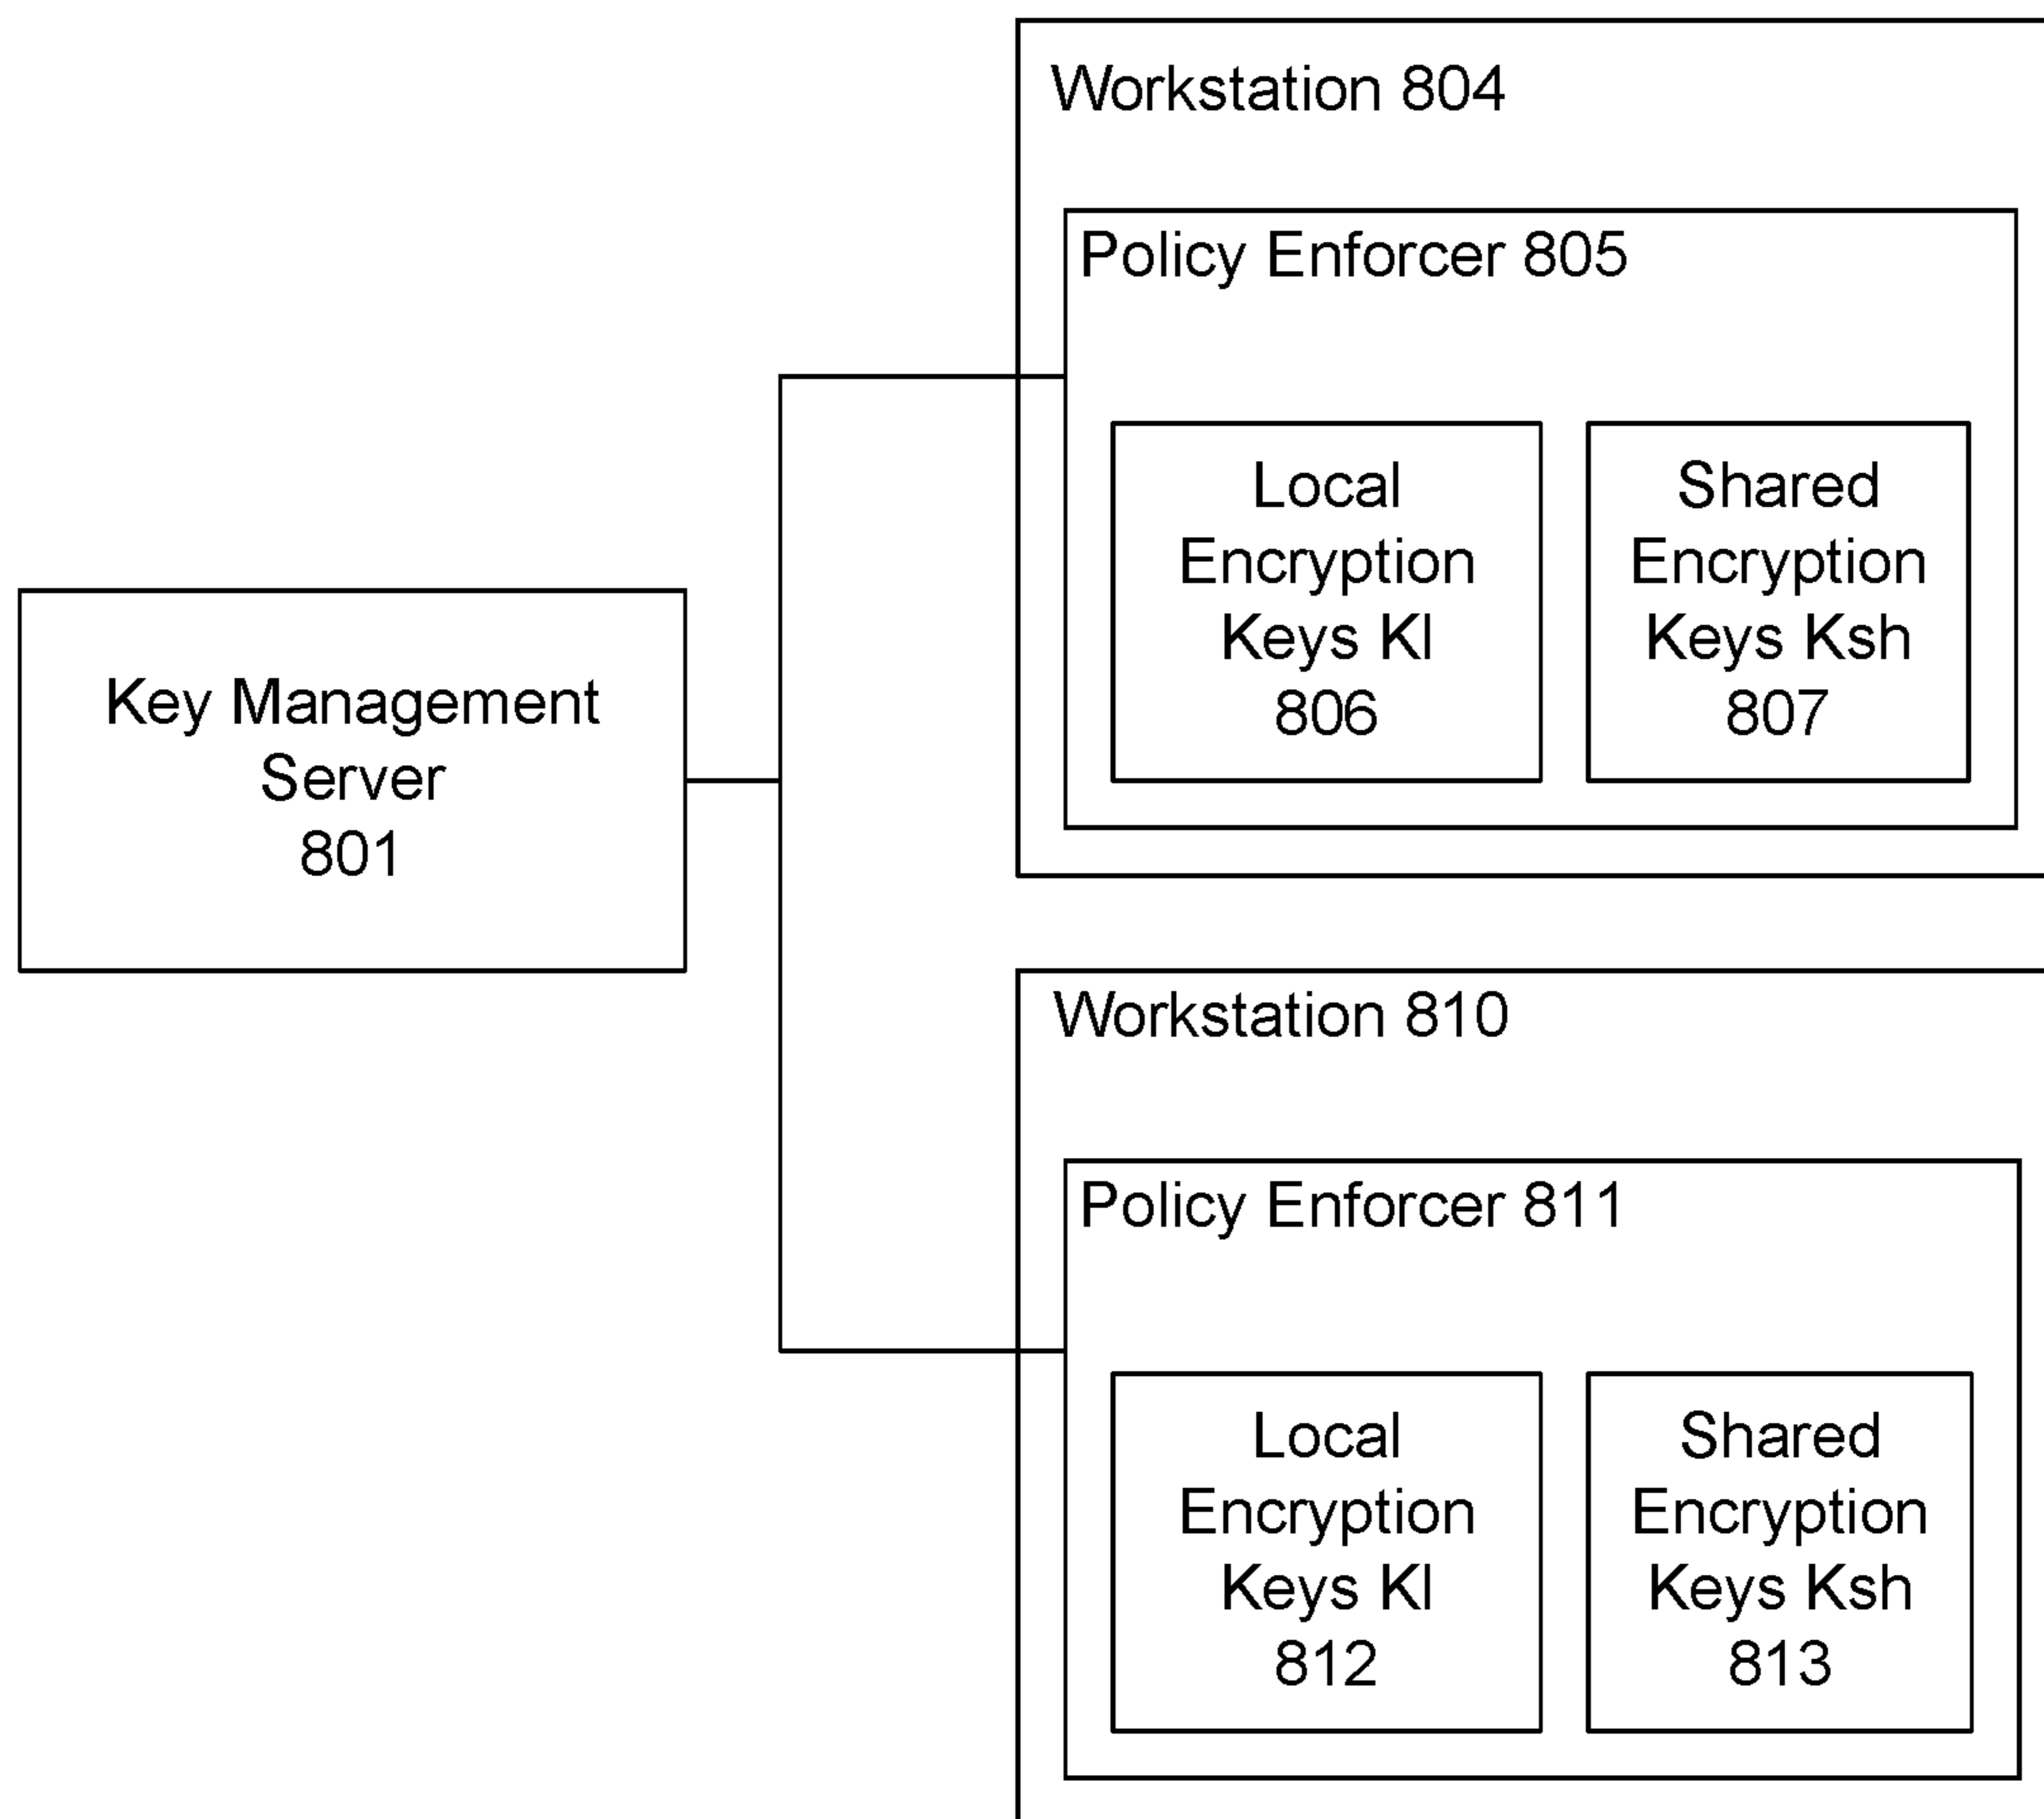 Workstation 804
Policy Enforcer 805
Local
Encryption
Keys Kl
806
Shared
Encryption
Keys Ksh
807
Key Management
Server
801
Workstation 810
Policy Enforcer 811
Local
Encryption
Keys Kl
812
Shared
Encryption
Keys Ksh
813